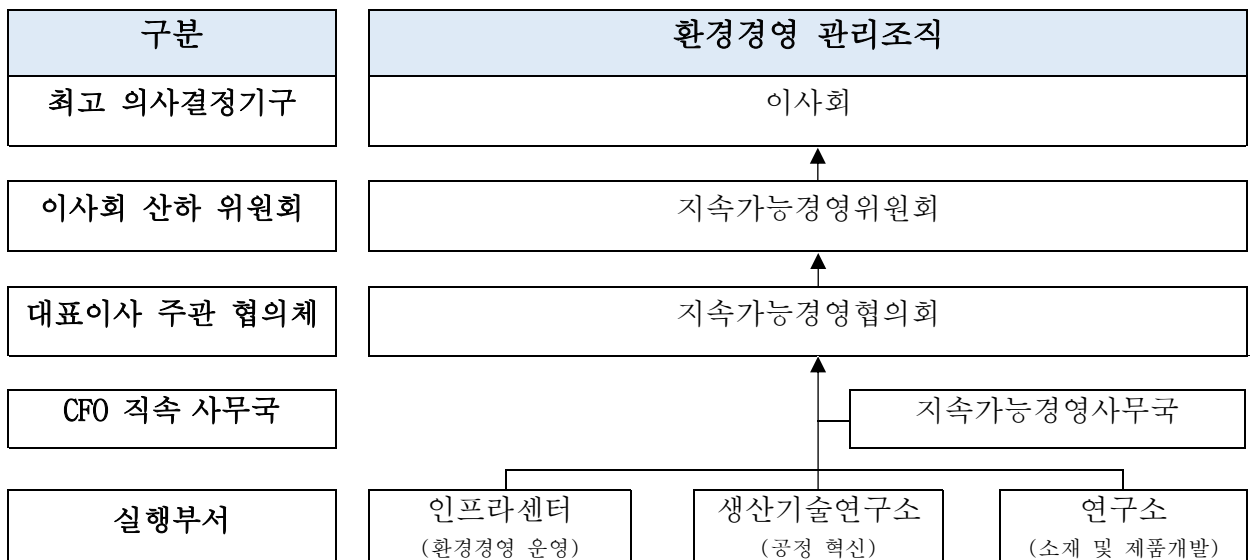 구분
환경경영 관리조직
최고 의사결정기구
이사회
이사회 산하 위원회
지속가능경영위원회
대표이사 주관 협의체
지속가능경영협의회
CFO 직속 사무국
지속가능경영사무국
실행부서
인프라센터
(환경경영 운영)
생산기술연구소
(공정 혁신)
연구소
(소재 및 제품개발)